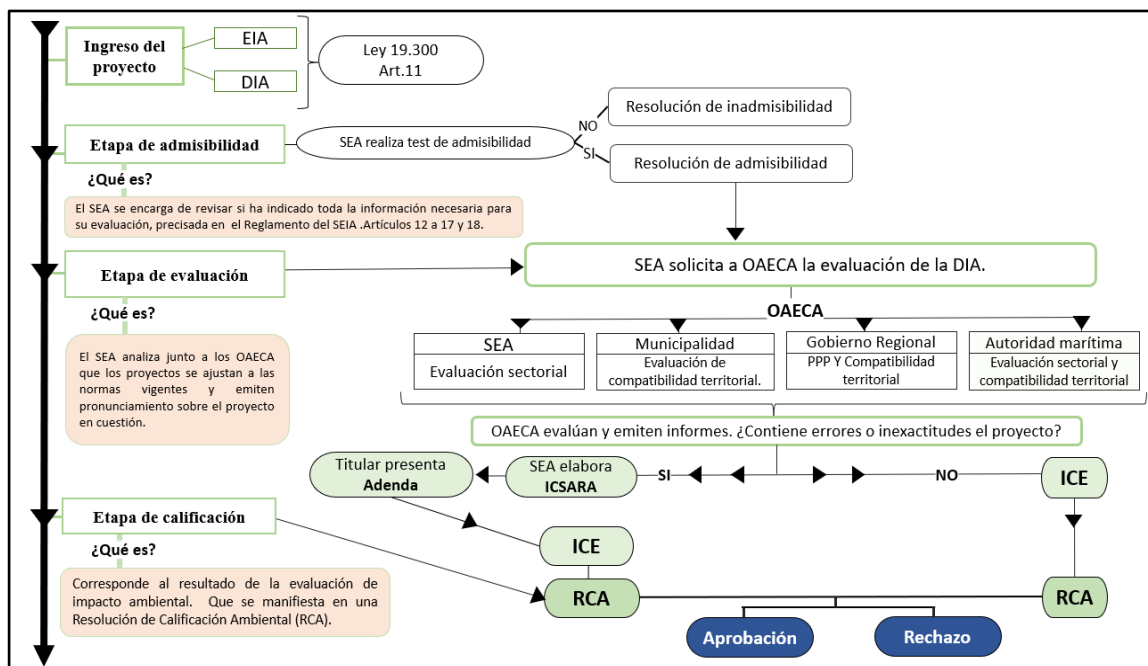 Ingreso del
proyecto
EIA
DIA
Ley 19.300
Art.11
Etapa de admisibilidad
SEA realiza test de admisibilidad
NO
SI
Resolución de inadmisibilidad
Resolución de admisibilidad
¿Qué es?
El SEA se encarga de revisar si ha indicado toda la información necesaria para
su evaluación, precisada en el Reglamento del SEIA .Artículos 12 a 17 y 18.
Etapa de evaluación
SEA solicita a OAECA la evaluación de la DIA.
¿Qué es?
El SEA analiza junto a los OAECA
que los proyectos se ajustan a las
normas vigentes y emiten
pronunciamiento sobre el proyecto
en cuestión.
OAECA
SEA
Evaluación sectorial
Municipalidad
Evaluación de
compatibilidad territorial.
Gobierno Regional
PPP Y Compatibilidad
territorial
Autoridad marítima
Evaluación sectorial y
compatibilidad territorial
OAECA evalúan y emiten informes. ¿Contiene errores o inexactitudes el proyecto?
Titular presenta
Adenda
SEA elabora
ICSARA
SI
NO
ICE
Etapa de calificación
ICE
¿Qué es?
Corresponde al resultado de la evaluación de
impacto ambiental. Que se manifiesta en una
Resolución de Calificación Ambiental (RCA).
RCA
RCA
Aprobación
Rechazo